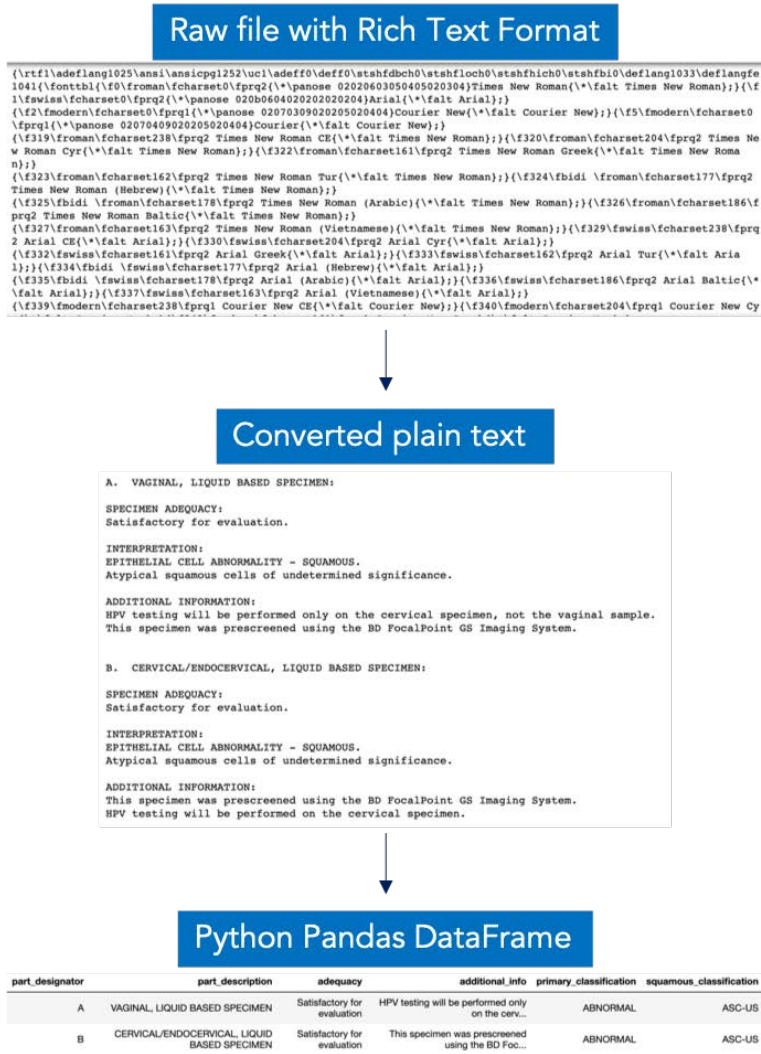 Raw file with Rich Text Format
{\rtf1\adeflang1025\ansi\ansicpg1252\uc1\adeff0\deff0\stshfdbch0\stshfloch0\stshfhich0\stshfbi0\deflang1033\deflangfe
1041{\fonttbl{\f0\froman\fcharset0\fprq2{\*\panose 02020603050405020304}Times New Roman{\*\falt Times New Roman};}{\f
1\fswiss\fcharset0\fprq2{\*\panose 020b0604020202020204}Arial{\*\falt Arial};}
{\f2\fmodern\fcharset0\fprq1{\*\panose 02070309020205020404}Courier New{\*\falt Courier New};}{\f5\fmodern\fcharset0
\fprq1{\*\panose 02070409020205020404}Courier{\*\falt Courier New};}
{\f319\froman\fcharset238\fprq2 Times New Roman CE{\*\falt Times New Roman};}{\f320\froman\fcharset204\fprq2 Times Ne
w Roman Cyr{\*\falt Times New Roman};}{\f322\froman\fcharset161\fprq2 Times New Roman Greek{\*\falt Times New Roma
n};}
{\f323\froman\fcharset162\fprq2 Times New Roman Tur{\*\falt Times New Roman};}{\f324\fbidi \froman\fcharset177\fprq2
Times New Roman (Hebrew){\*\falt Times New Roman};}
{\f325\fbidi \froman\fcharset178\fprq2 Times New Roman (Arabic){\*\falt Times New Roman};}{\f326\froman\fcharset186\f
prq2 Times New Roman Baltic{\*\falt Times New Roman};}
{\f327\froman\fcharset163\fprq2 Times New Roman (Vietnamese){\*\falt Times New Roman};}{\f329\fswiss\fcharset238\fprq
2 Arial CE{\*\falt Arial};}{\f330\fswiss\fcharset204\fprq2 Arial Cyr{\*\falt Arial};}
{\f332\fswiss\fcharset161\fprq2 Arial Greek{\*\falt Arial};}{\f333\fswiss\fcharset162\fprq2 Arial Tur{\*\falt Aria
l};}{\f334\fbidi \fswiss\fcharset177\fprq2 Arial (Hebrew){\*\falt Arial};}
{\f335\fbidi \fswiss\fcharset178\fprq2 Arial (Arabic){\*\falt Arial};}{\f336\fswiss\fcharset186\fprq2 Arial Baltic{\*
\falt Arial};}{\f337\fswiss\fcharset163\fprq2 Arial (Vietnamese){\*\falt Arial};}
{\f339\fmodern\fcharset238\fprq1 Courier New CE{\*\falt Courier New};}{\f340\fmodern\fcharset204\fprq1 Courier New Cy
Converted plain text
A. VAGINAL, LIQUID BASED SPECIMEN:
SPECIMEN ADEQUACY:
Satisfactory for evaluation.
INTERPRETATION:
EPITHELIAL CELL ABNORMALITY - SQUAMOUS.
Atypical squamous cells of undetermined significance.
ADDITIONAL INFORMATION:
HPV testing will be performed only on the cervical specimen, not the vaginal sample.
This specimen was prescreened using the BD FocalPoint GS Imaging System.
B. CERVICAL/ENDOCERVICAL, LIQUID BASED SPECIMEN:
SPECIMEN ADEQUACY:
Satisfactory for evaluation.
INTERPRETATION:
EPITHELIAL CELL ABNORMALITY - SQUAMOUS.
Atypical squamous cells of undetermined significance.
ADDITIONAL INFORMATION:
This specimen was prescreened using the BD FocalPoint GS Imaging System.
HPV testing will be performed on the cervical specimen.
Python Pandas DataFrame
part_designator part_description adequacy additional_info primary_classification squamous_classification
A VAGINAL, LIQUID BASED SPECIMEN Satisfactory for evaluation HPV testing will be performed only on the cerv... ABNORMAL ASC-US
B CERVICAL/ENDOCERVICAL, LIQUID BASED SPECIMEN Satisfactory for evaluation This specimen was prescreened using the BD Foc... ABNORMAL ASC-US